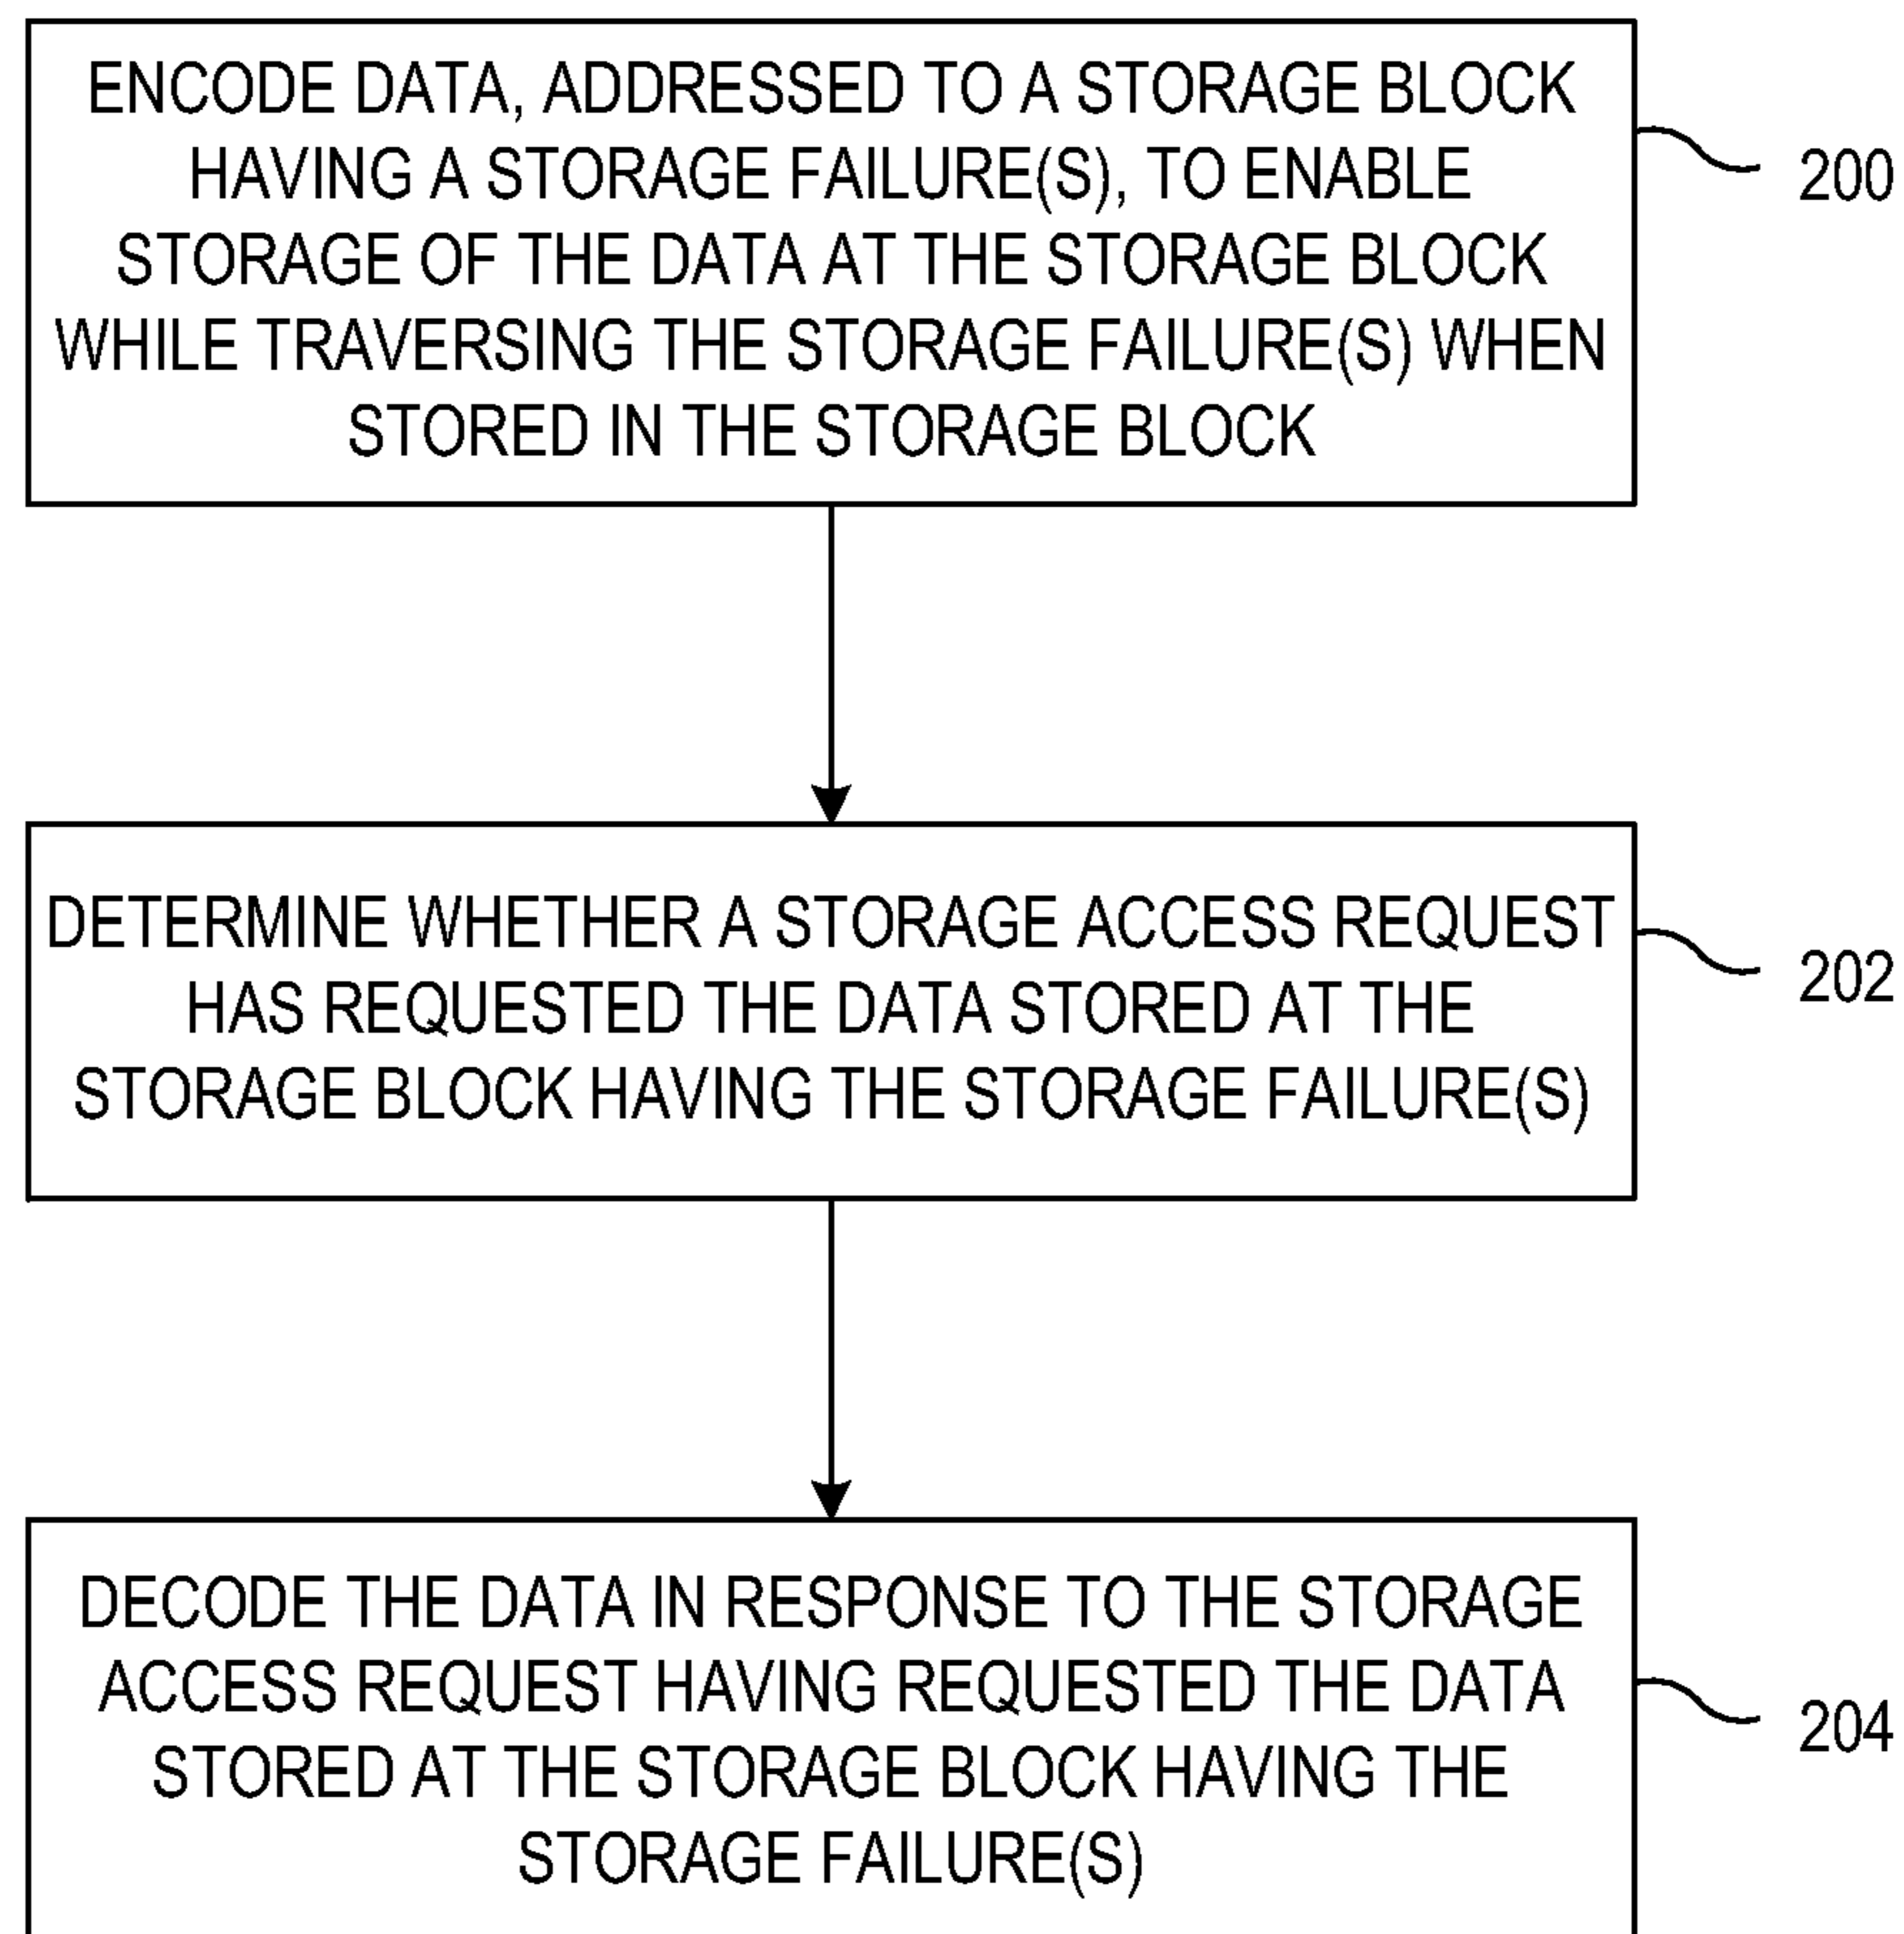 ENCODE DATA, ADDRESSED TO A STORAGE BLOCK
HAVING A STORAGE FAILURE(S), TO ENABLE
STORAGE OF THE DATA AT THE STORAGE BLOCK
WHILE TRAVERSING THE STORAGE FAILURE(S) WHEN
STORED IN THE STORAGE BLOCK
200
DETERMINE WHETHER A STORAGE ACCESS REQUEST
HAS REQUESTED THE DATA STORED AT THE
STORAGE BLOCK HAVING THE STORAGE FAILURE(S)
202
DECODE THE DATA IN RESPONSE TO THE STORAGE
ACCESS REQUEST HAVING REQUESTED THE DATA
STORED AT THE STORAGE BLOCK HAVING THE
STORAGE FAILURE(S)
204